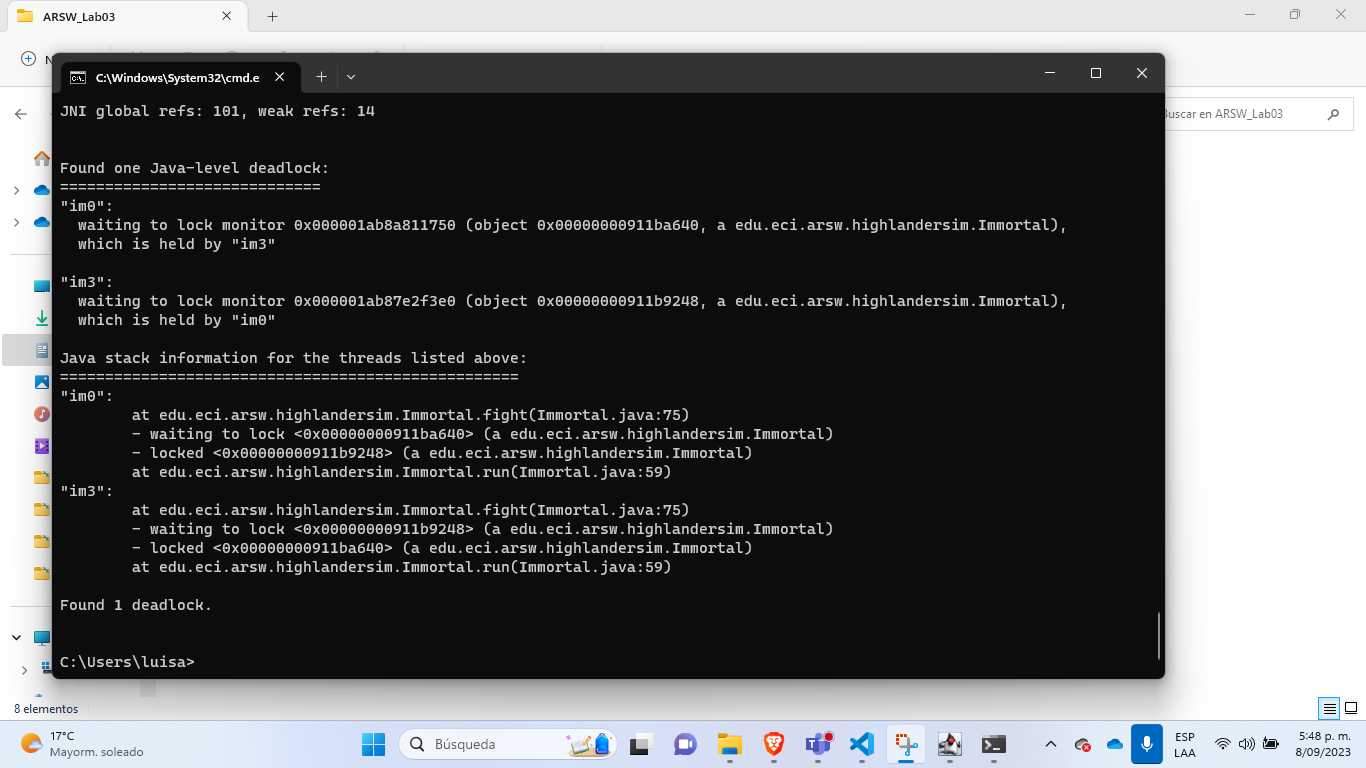 ARSW_Lab03
C:\Windows\System32\cmd.e
Buscar en ARSW_Lab03
JNI global refs: 101, weak refs: 14
Found one Java-level deadlock:
=============================
"im0":
  waiting to lock monitor 0x000001ab8a811750 (object 0x00000000911ba640, a edu.eci.arsw.highlandersim.Immortal),
  which is held by "im3"
"im3":
  waiting to lock monitor 0x000001ab87e2f3e0 (object 0x00000000911b9248, a edu.eci.arsw.highlandersim.Immortal),
  which is held by "im0"
Java stack information for the threads listed above:
===================================================
"im0":
        at edu.eci.arsw.highlandersim.Immortal.fight(Immortal.java:75)
        - waiting to lock <0x00000000911ba640> (a edu.eci.arsw.highlandersim.Immortal)
        - locked <0x00000000911b9248> (a edu.eci.arsw.highlandersim.Immortal)
        at edu.eci.arsw.highlandersim.Immortal.run(Immortal.java:59)
"im3":
        at edu.eci.arsw.highlandersim.Immortal.fight(Immortal.java:75)
        - waiting to lock <0x00000000911b9248> (a edu.eci.arsw.highlandersim.Immortal)
        - locked <0x00000000911ba640> (a edu.eci.arsw.highlandersim.Immortal)
        at edu.eci.arsw.highlandersim.Immortal.run(Immortal.java:59)
Found 1 deadlock.
C:\Users\luisa>
8 elementos
17°C
Mayorm. soleado
Búsqueda
ESP
LAA
5:48 p. m.
8/09/2023